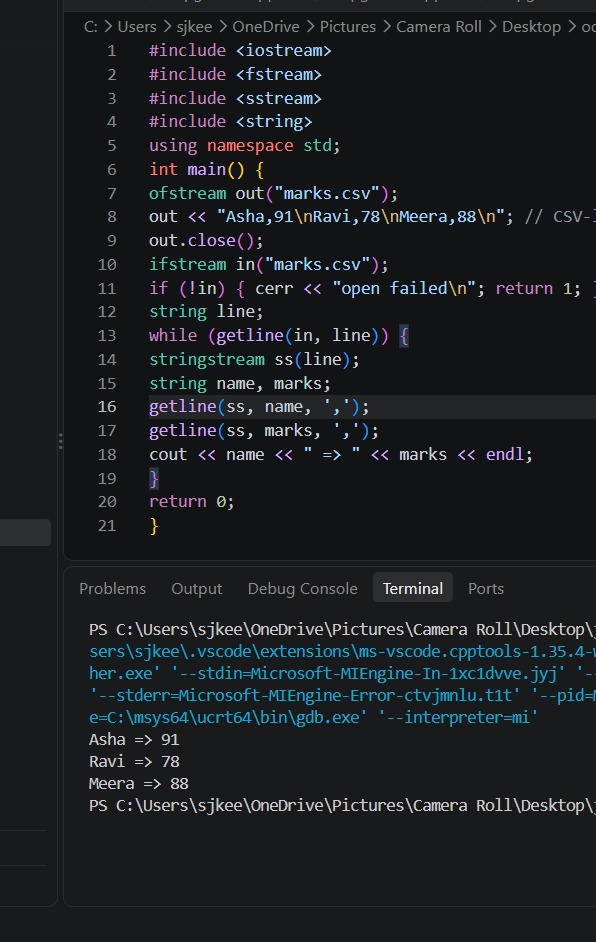 C: > Users > sjkee > OneDrive > Pictures > Camera Roll > Desktop >
1 #include <iostream>
2 #include <fstream>
3 #include <sstream>
4 #include <string>
5 using namespace std;
6 int main() {
7 ofstream out("marks.csv");
8 out << "Asha,91\nRavi,78\nMeera,88\n"; // CSV-
9 out.close();
10 ifstream in("marks.csv");
11 if (!in) { cerr << "open failed\n"; return 1; }
12 string line;
13 while (getline(in, line)) {
14 stringstream ss(line);
15 string name, marks;
16 getline(ss, name, ',');
17 getline(ss, marks, ',');
18 cout << name << " => " << marks << endl;
19 }
20 return 0;
21 }
Problems Output Debug Console Terminal Ports
PS C:\Users\sjkee\OneDrive\Pictures\Camera Roll\Desktop\
sers\sjkee\.vscode\extensions\ms-vscode.cpptools-1.35.4-
her.exe' '--stdin=Microsoft-MIEngine-In-1xc1dvve.jyj' '-
'--stderr=Microsoft-MIEngine-Error-ctvjmnlu.t1t' '--pid=
e=C:\msys64\ucrt64\bin\gdb.exe' '--interpreter=mi'
Asha => 91
Ravi => 78
Meera => 88
PS C:\Users\sjkee\OneDrive\Pictures\Camera Roll\Desktop\